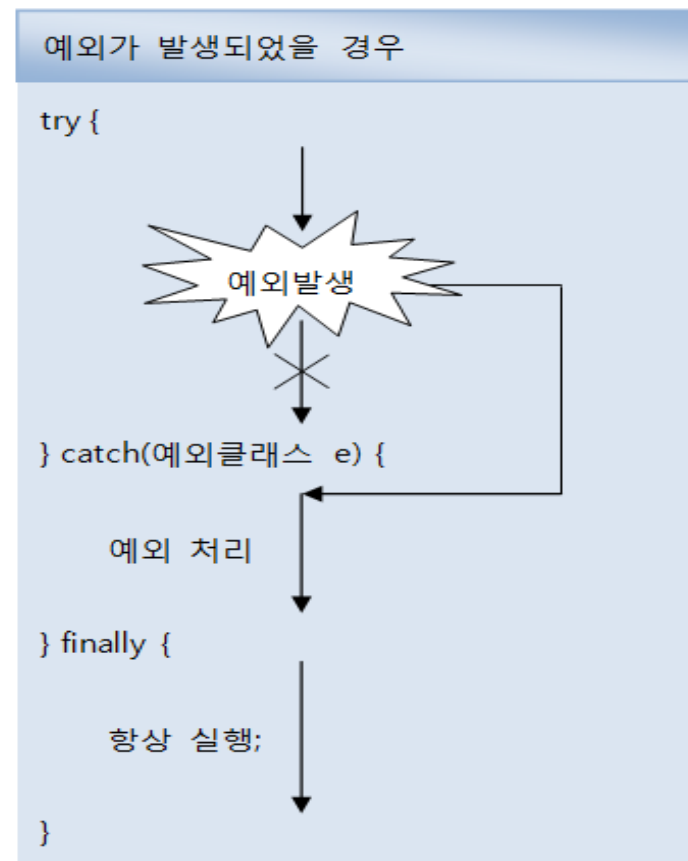 예외가 발생되었을 경우
try {
예외발생
} catch(예외클래스 e) {
예외 처리
} finally {
항상 실행;
}